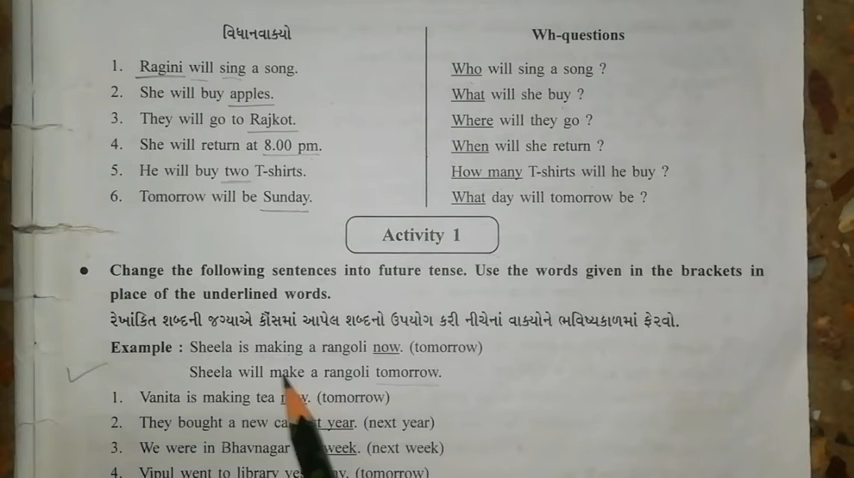 વિધાનવાક્યો Wh-questions
1. Ragini will sing a song. Who will sing a song ?
2. She will buy apples. What will she buy ?
3. They will go to Rajkot. Where will they go ?
4. She will return at 8.00 pm. When will she return ?
5. He will buy two T-shirts. How many T-shirts will he buy ?
6. Tomorrow will be Sunday. What day will tomorrow be ?
Activity 1
● Change the following sentences into future tense. Use the words given in the brackets in
place of the underlined words.
રેખાંકિત શબ્દની જગ્યાએ કૌંસમાં આપેલ શબ્દનો ઉપયોગ કરી નીચેનાં વાક્યોને ભવિષ્યકાળમાં ફેરવો.
Example : Sheela is making a rangoli now. (tomorrow)
Sheela will make a rangoli tomorrow.
1. Vanita is making tea now. (tomorrow)
2. They bought a new year. (next year)
3. We were in Bhavnagar week. (next week)
4. Vipul went to library (tomorrow)